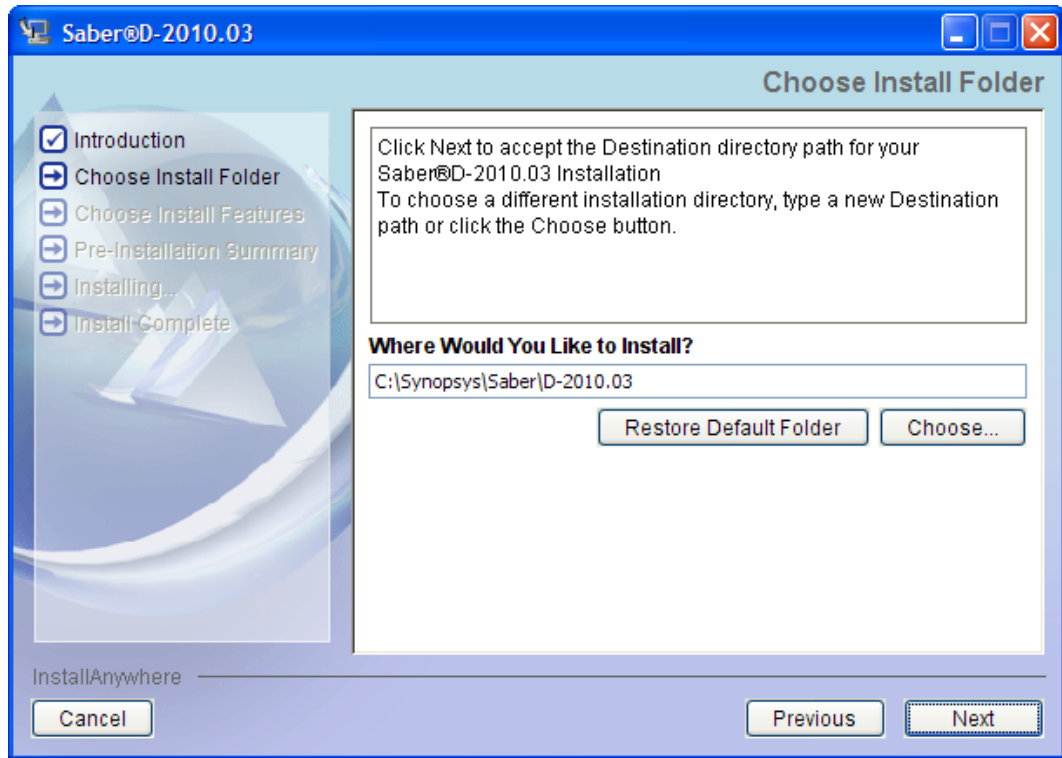 Saber®D-2010.03
Choose Install Folder
Introduction
Choose Install Folder
Choose Install Features
Pre-Installation Summary
Installing...
Install Complete
Click Next to accept the Destination directory path for your
Saber®D-2010.03 Installation
To choose a different installation directory, type a new Destination
path or click the Choose button.
Where Would You Like to Install?
C:\Synopsys\Saber\D-2010.03
Restore Default Folder
Choose...
InstallAnywhere
Cancel
Previous
Next